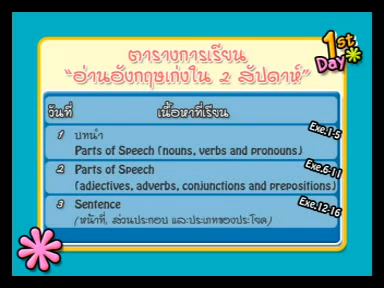 1st
Day
ตารางการเรียน
"อ่านอังกฤษเก่งใน 2 สัปดาห์"
วันที่ เนื้อหาที่เรียน
1 บทนำ Exe.1-5
Parts of Speech (nouns, verbs and pronouns)
2 Parts of Speech Exe.6-11
(adjectives, adverbs, conjunctions and prepositions)
3 Sentence Exe.12-16
(หน้าที่, ส่วนประกอบ และประเภทของประโยค)